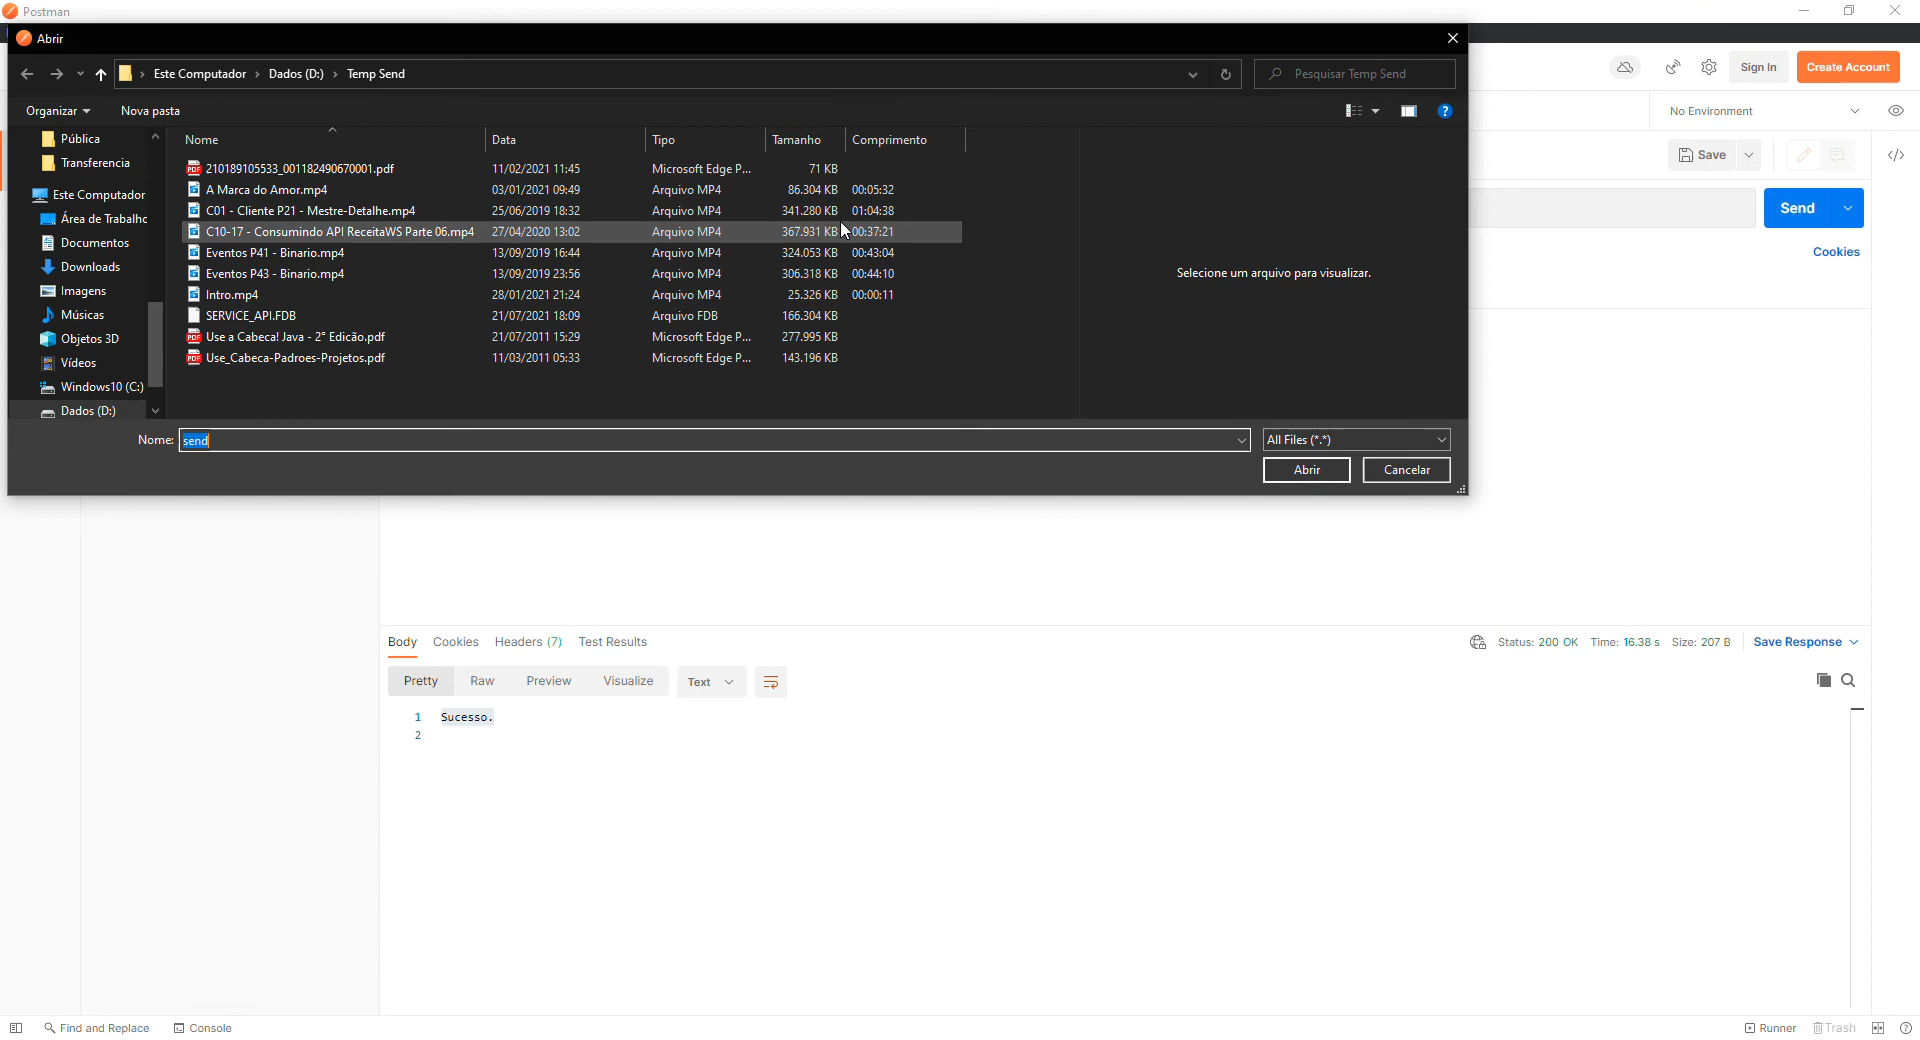 Postman
Abrir
Este Computador > Dados (D:) > Temp Send
Pesquisar Temp Send
Sign In
Create Account
Organizar
Nova pasta
No Environment
Pública
Transferencia
Este Computador
Área de Trabalho
Documentos
Downloads
Imagens
Músicas
Objetos 3D
Vídeos
Windows10 (C:)
Dados (D:)
Nome Data Tipo Tamanho Comprimento
210189105533_001182490670001.pdf 11/02/2021 11:45 Microsoft Edge P... 71 KB
A Marca do Amor.mp4 03/01/2021 09:49 Arquivo MP4 86.304 KB 00:05:32
C01 - Cliente P21 - Mestre-Detalhe.mp4 25/06/2019 18:32 Arquivo MP4 341.280 KB 01:04:38
C10-17 - Consumindo API ReceitaWS Parte 06.mp4 27/04/2020 13:02 Arquivo MP4 367.931 KB 00:37:21
Eventos P41 - Binario.mp4 13/09/2019 16:44 Arquivo MP4 324.053 KB 00:43:04
Eventos P43 - Binario.mp4 13/09/2019 23:56 Arquivo MP4 306.318 KB 00:44:10
Intro.mp4 28/01/2021 21:24 Arquivo MP4 25.326 KB 00:00:11
SERVICE_API.FDB 21/07/2021 18:09 Arquivo FDB 166.304 KB
Use a Cabeca! Java - 2ª Edicão.pdf 21/07/2011 15:29 Microsoft Edge P... 277.995 KB
Use_Cabeca-Padroes-Projetos.pdf 11/03/2011 05:33 Microsoft Edge P... 143.196 KB
Selecione um arquivo para visualizar.
Save
Send
Cookies
Nome: send
All Files (*.*)
Abrir
Cancelar
Body Cookies Headers (7) Test Results
Status: 200 OK Time: 16.38 s Size: 207 B Save Response
Pretty Raw Preview Visualize Text
1 Sucesso.
2
Find and Replace Console
Runner Trash